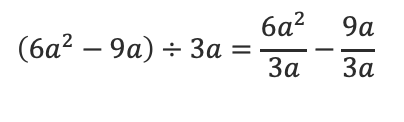 (6a² − 9a) ÷ 3a = 6a²/3a − 9a/3a